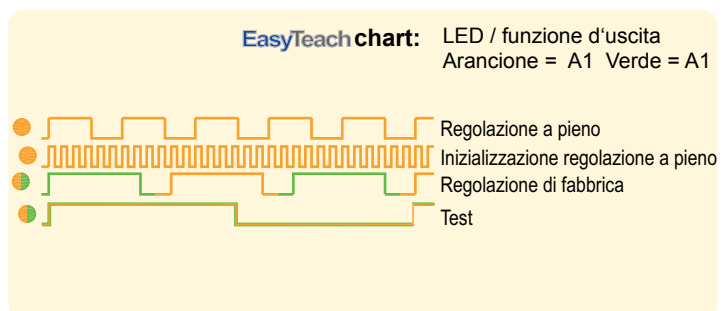 EasyTeach chart: LED / funzione d‘uscita
Arancione = A1 Verde = A1
Regolazione a pieno
Inizializzazione regolazione a pieno
Regolazione di fabbrica
Test